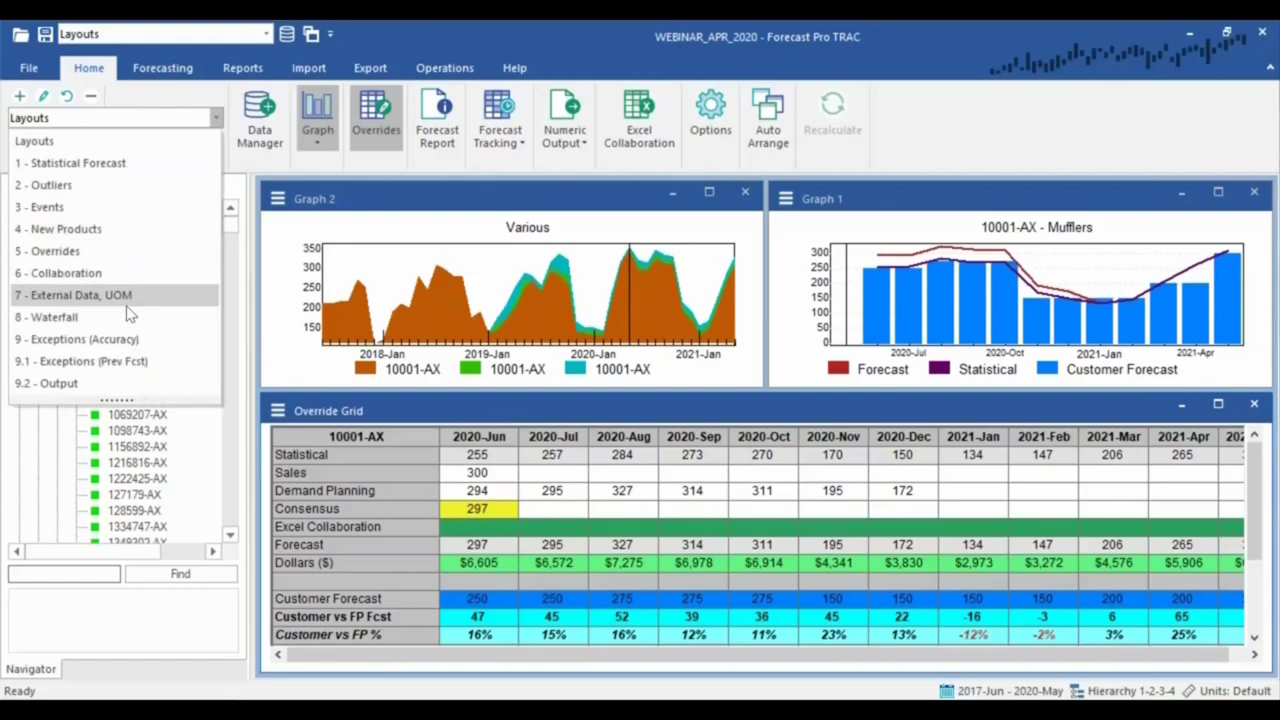 Layouts
WEBINAR_APR_2020 - Forecast Pro TRAC
File Home Forecasting Reports Import Export Operations Help
Layouts
Data Manager
Graph
Overrides
Forecast Report
Forecast Tracking
Numeric Output
Excel Collaboration
Options
Auto Arrange
Recalculate
Layouts
1 - Statistical Forecast
2 - Outliers
3 - Events
4 - New Products
5 - Overrides
6 - Collaboration
7 - External Data, UOM
8 - Waterfall
9 - Exceptions (Accuracy)
9.1 - Exceptions (Prev Fcst)
9.2 - Output
1069207-AX
1098743-AX
1156892-AX
1216816-AX
1222425-AX
127179-AX
128599-AX
1334747-AX
1349302-AX
Find
Navigator
Graph 2
Various
350
300
250
200
150
2018-Jan 2019-Jan 2020-Jan 2021-Jan
10001-AX 10001-AX 10001-AX
Graph 1
10001-AX - Mufflers
300
250
200
150
100
50
0
2020-Jul 2020-Oct 2021-Jan 2021-Apr
Forecast Statistical Customer Forecast
Override Grid
10001-AX 2020-Jun 2020-Jul 2020-Aug 2020-Sep 2020-Oct 2020-Nov 2020-Dec 2021-Jan 2021-Feb 2021-Mar 2021-Apr
Statistical 255 257 284 273 270 170 150 134 147 206 265
Sales 300
Demand Planning 294 295 327 314 311 195 172
Consensus 297
Excel Collaboration
Forecast 297 295 327 314 311 195 172 134 147 206 265
Dollars ($) $6,605 $6,572 $7,275 $6,978 $6,914 $4,341 $3,830 $2,973 $3,272 $4,576 $5,906
Customer Forecast 250 250 275 275 275 150 150 150 150 200 200
Customer vs FP Fcst 47 45 52 39 36 45 22 -16 -3 6 65
Customer vs FP % 16% 15% 16% 12% 11% 23% 13% -12% -2% 3% 25%
Ready
2017-Jun - 2020-May Hierarchy 1-2-3-4 Units: Default